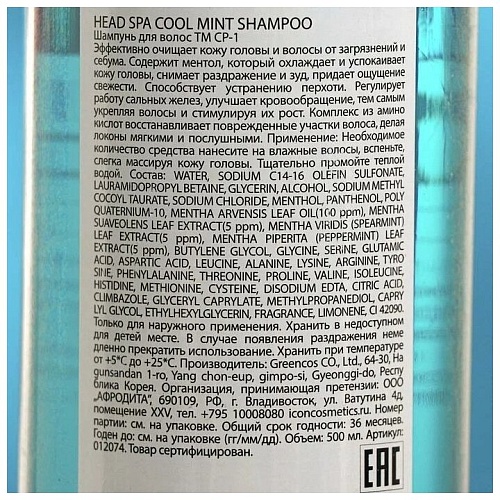 HEAD SPA COOL MINT SHAMPOO
Шампунь для волос ТМ CP-1
Эффективно очищает кожу головы и волосы от загрязнений и
себума. Содержит ментол, который охлаждает и успокаивает
кожу головы, снимает раздражение и зуд, придает ощущение
свежести. Способствует устранению перхоти. Регулирует
работу сальных желез, улучшает кровообращение, тем самым
укрепляя волосы и стимулируя их рост. Комплекс из амино
кислот восстанавливает поврежденные участки волоса, делая
локоны мягкими и послушными. Применение: Необходимое
количество средства нанесите на влажные волосы, вспеньте,
слегка массируя кожу головы. Тщательно промойте теплой
водой. Состав: WATER, SODIUM C14-16 OLEFIN SULFONATE,
LAURAMIDOPROPYL BETAINE, GLYCERIN, ALCOHOL, SODIUM METHYL
COCOYL TAURATE, SODIUM CHLORIDE, MENTHOL, PANTHENOL, POLY
QUATERNIUM-10, MENTHA ARVENSIS LEAF OIL(100 ppm), MENTHA
SUAVEOLENS LEAF EXTRACT(5 ppm), MENTHA VIRIDIS (SPEARMINT)
LEAF EXTRACT(5 ppm), MENTHA PIPERITA (PEPPERMINT) LEAF
EXTRACT(5 ppm), BUTYLENE GLYCOL, GLYCINE, SERINE, GLUTAMIC
ACID, ASPARTIC ACID, LEUCINE, ALANINE, LYSINE, ARGININE, TYRO
SINE, PHENYLALANINE, THREONINE, PROLINE, VALINE, ISOLEUCINE,
HISTIDINE, METHIONINE, CYSTEINE, DISODIUM EDTA, CITRIC ACID,
CLIMBAZOLE, GLYCERYL CAPRYLATE, METHYLPROPANEDIOL, CAPRY
LYL GLYCOL, ETHYLHEXYLGLYCERIN, FRAGRANCE, LIMONENE, CI 42090.
Только для наружного применения. Хранить в недоступном
для детей месте. В случае появления раздражения неме
дленно прекратить использование. Хранить при температуре
от +5°C до +25°C. Производитель: Greencos CO., Ltd., 64-30, Ha
gunsandan 1-ro, Yang chon-eup, gimpo-si, Gyeonggi-do, Респу
блика Корея. Организация, принимающая претензии: ООО
«АФРОДИТА», 690910, РФ, г. Владивосток, ул. Ватутина 4д,
помещение XXV, тел. +795 10008080 iconcosmetics.ru. Номер
партии: см. на упаковке. Общий срок годности: 36 месяцев.
Годен до: см. на упаковке (гг/мм/дд). Объем: 500 мл. Артикул:
012074. Товар сертифицирован.
EAC